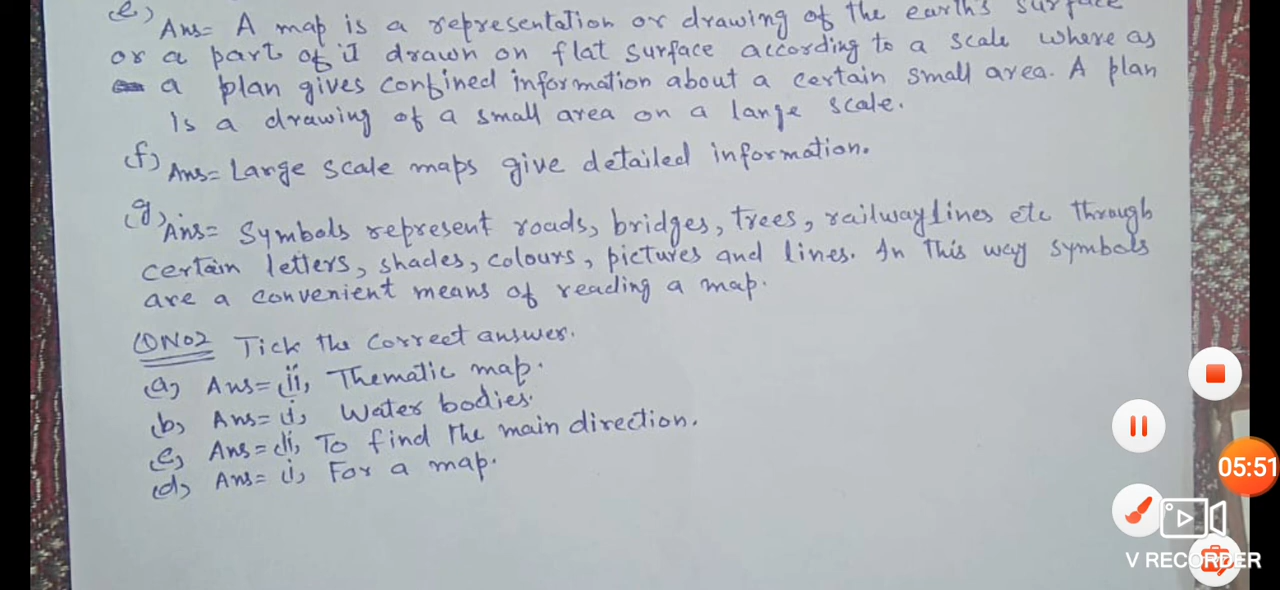 (e)
Ans= A map is a representation or drawing of the earth's surface
or a part of it drawn on flat surface according to a scale where as
a plan gives confined information about a certain small area. A plan
is a drawing of a small area on a large scale.
(f) Ans= Large scale maps give detailed information.
(g) Ans= Symbols represent roads, bridges, trees, railway lines etc through
certain letters, shades, colours, pictures and lines. In this way symbols
are a convenient means of reading a map.
QNo2 Tick the correct answer.
(a) Ans= (ii) Thematic map.
(b) Ans= (i) Water bodies.
(c) Ans= (ii) To find the main direction.
(d) Ans= (i) For a map.
05:51
V RECORDER